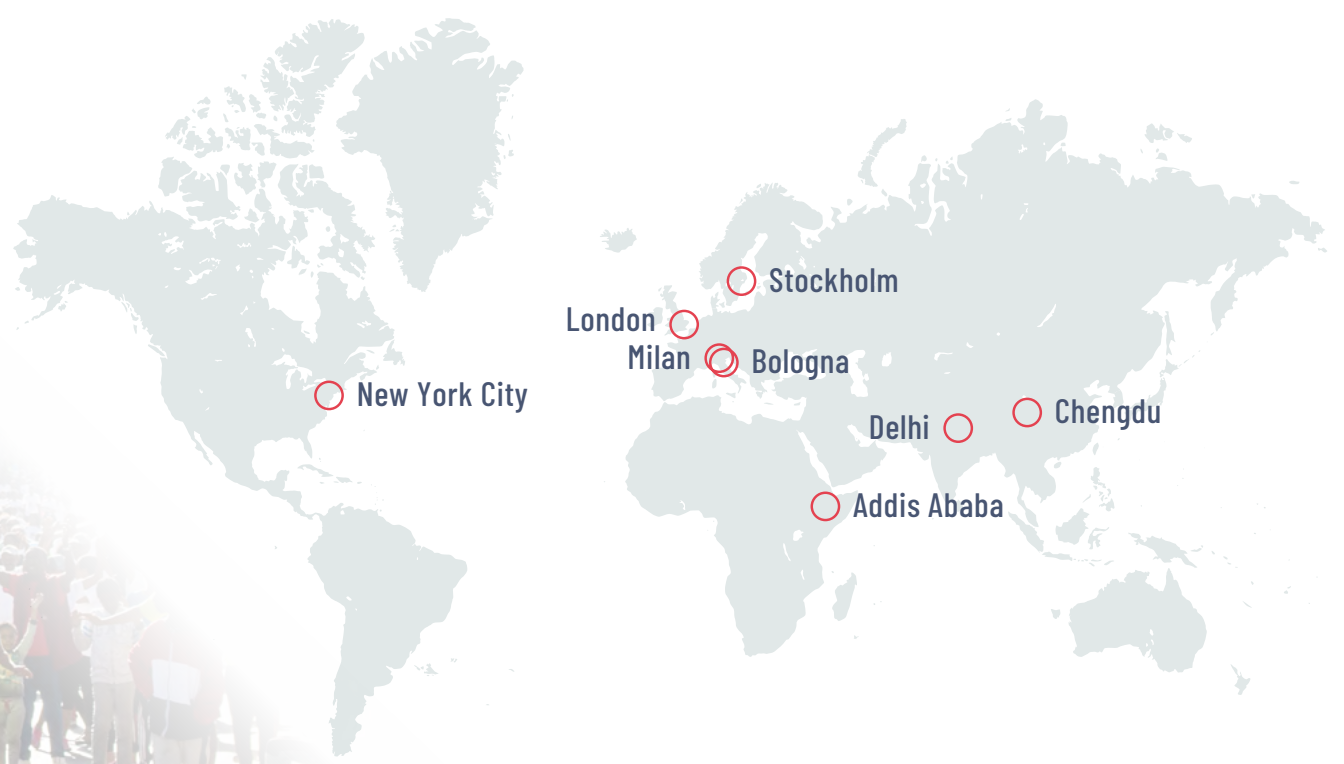 Stockholm
London
Milan
Bologna
New York City
Chengdu
Delhi
Addis Ababa